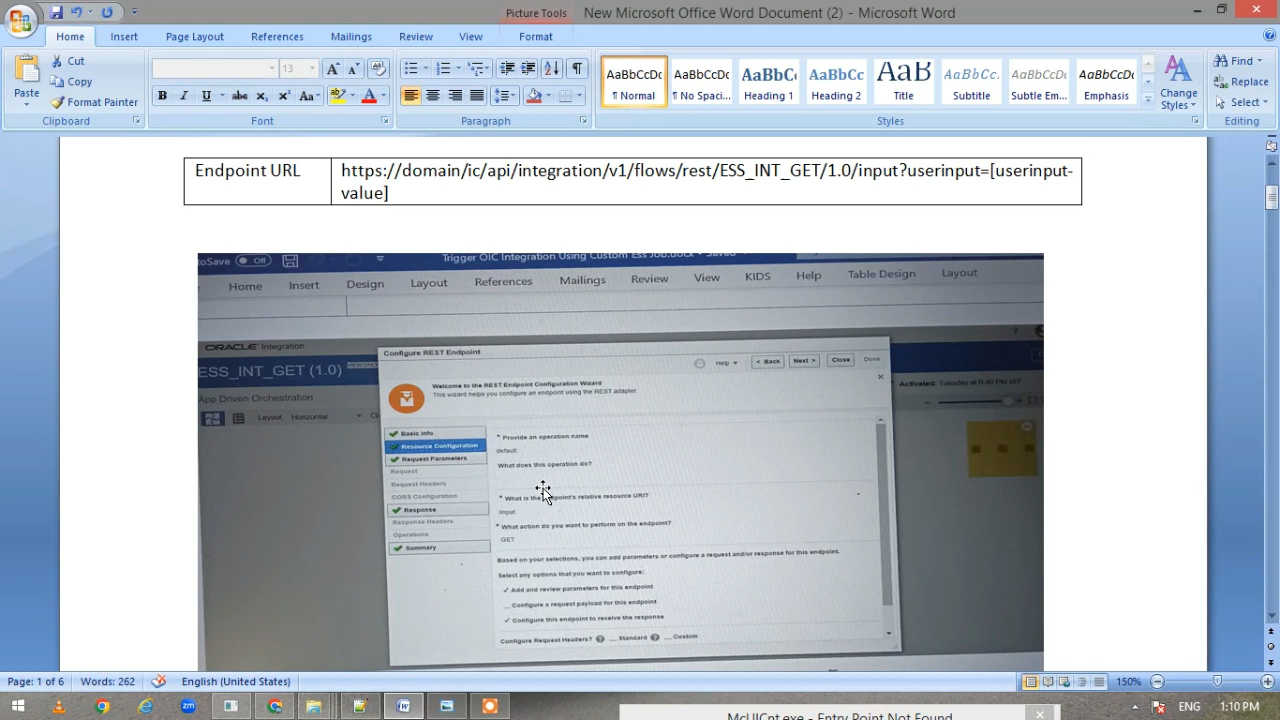 Picture Tools
New Microsoft Office Word Document (2) - Microsoft Word
Home Insert Page Layout References Mailings Review View Format
Paste
Cut
Copy
Format Painter
Clipboard
13
Font
Paragraph
AaBbCcDc
¶ Normal
AaBbCcDc
¶ No Spaci...
AaBbC
Heading 1
AaBbCc
Heading 2
AaB
Title
AaBbCc.
Subtitle
AaBbCcDc
Subtle Em...
AaBbCcDc
Emphasis
Change
Styles
Styles
Find
Replace
Select
Editing
Endpoint URL
https://domain/ic/api/integration/v1/flows/rest/ESS_INT_GET/1.0/input?userinput=[userinput-
value]
toSave Off
Trigger OIC Integration Using Custom Ess Job.docx - Saved
Home Insert Design Layout References Mailings Review View KIDS Help Table Design Layout
ORACLE Integration
ESS_INT_GET (1.0)
App Driven Orchestration
Layout Horizontal
Activated: Tuesday at 6:40 PM IST
Configure REST Endpoint
Help < Back Next > Close Done
Welcome to the REST Endpoint Configuration Wizard
This wizard helps you configure an endpoint using the REST adapter.
Basic Info
Resource Configuration
Request Parameters
Request
Request Headers
CORS Configuration
Response
Response Headers
Operations
Summary
* Provide an operation name
default
What does this operation do?
* What is the endpoint's relative resource URI?
/input
* What action do you want to perform on the endpoint?
GET
Based on your selections, you can add parameters or configure a request and/or response for this endpoint.
Select any options that you want to configure:
Add and review parameters for this endpoint
Configure a request payload for this endpoint
Configure this endpoint to receive the response
Configure Request Headers? Standard Custom
Page: 1 of 6 Words: 262 English (United States) 150%
ENG 1:10 PM
McUICnt.exe - Entry Point Not Found